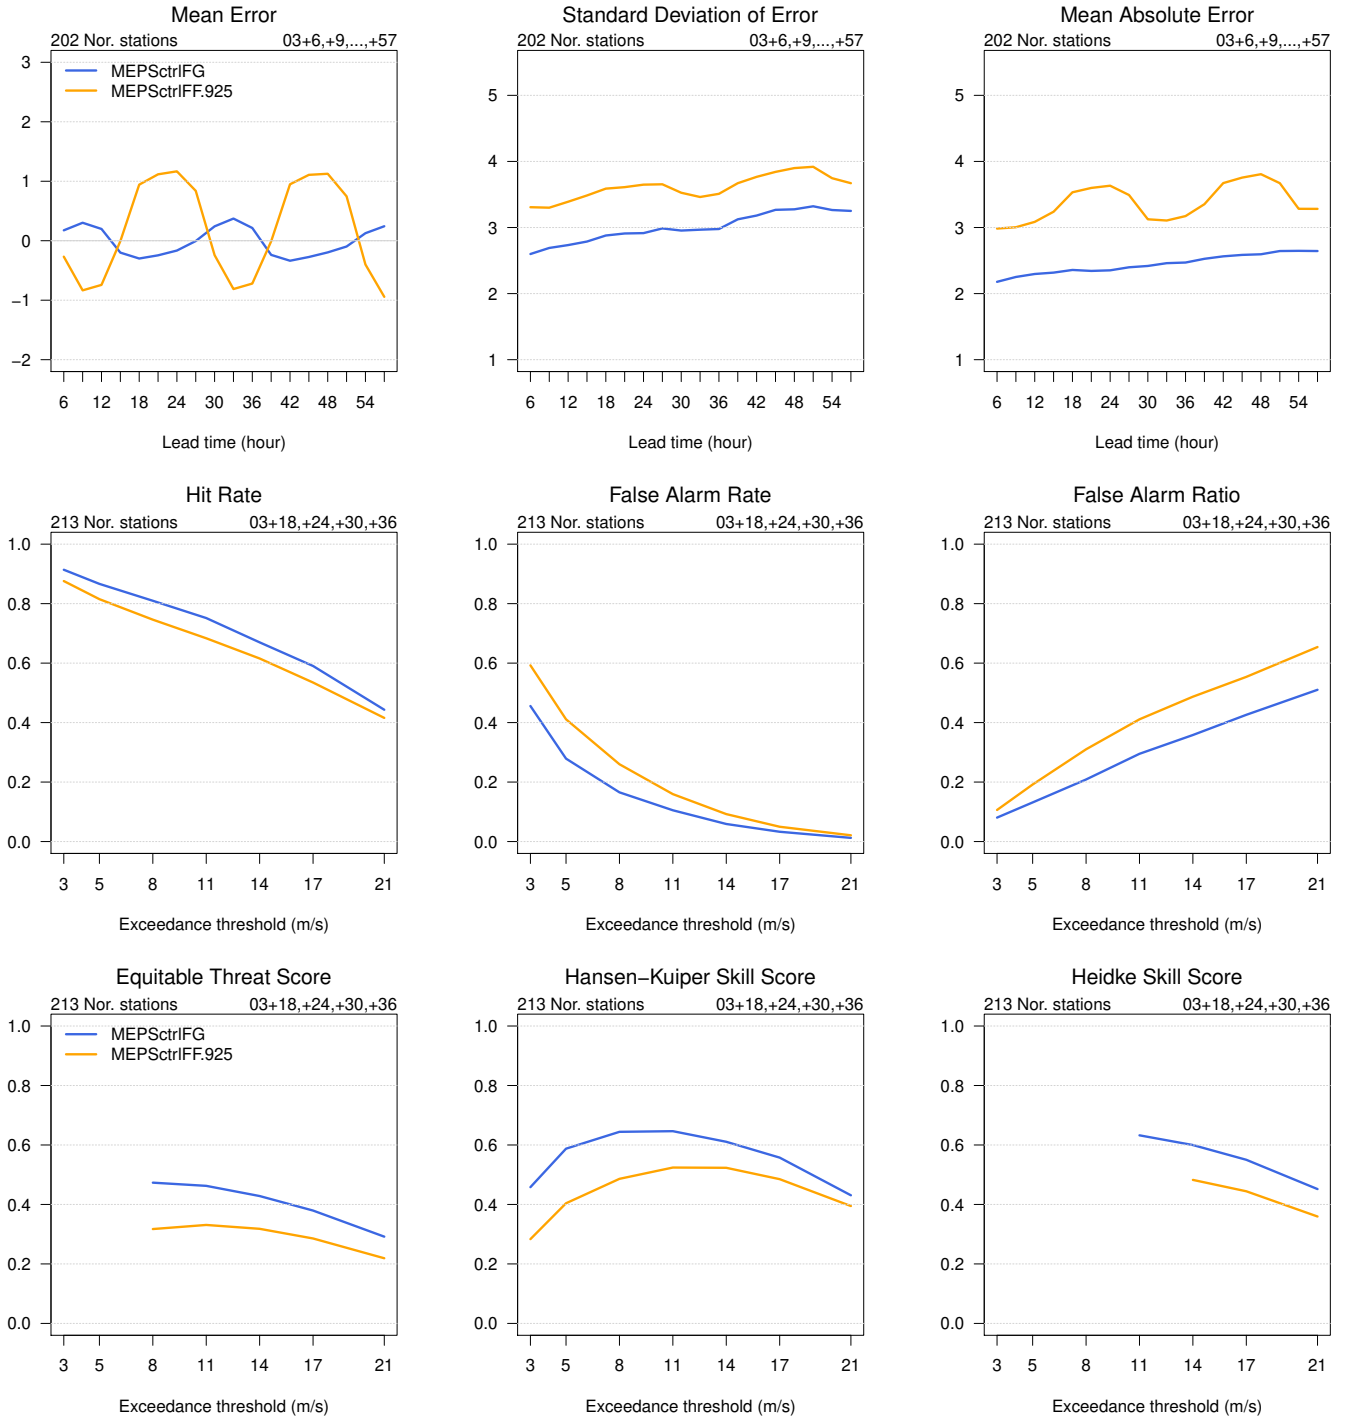 Mean Error
202 Nor. stations 03+6,+9,...,+57
MEPSctrlFG
MEPSctrlFF.925
3
2
1
0
−1
−2
6 12 18 24 30 36 42 48 54
Lead time (hour)
Standard Deviation of Error
202 Nor. stations 03+6,+9,...,+57
5
4
3
2
1
6 12 18 24 30 36 42 48 54
Lead time (hour)
Mean Absolute Error
202 Nor. stations 03+6,+9,...,+57
5
4
3
2
1
6 12 18 24 30 36 42 48 54
Lead time (hour)
Hit Rate
213 Nor. stations 03+18,+24,+30,+36
1.0
0.8
0.6
0.4
0.2
0.0
3 5 8 11 14 17 21
Exceedance threshold (m/s)
False Alarm Rate
213 Nor. stations 03+18,+24,+30,+36
1.0
0.8
0.6
0.4
0.2
0.0
3 5 8 11 14 17 21
Exceedance threshold (m/s)
False Alarm Ratio
213 Nor. stations 03+18,+24,+30,+36
1.0
0.8
0.6
0.4
0.2
0.0
3 5 8 11 14 17 21
Exceedance threshold (m/s)
Equitable Threat Score
213 Nor. stations 03+18,+24,+30,+36
MEPSctrlFG
MEPSctrlFF.925
1.0
0.8
0.6
0.4
0.2
0.0
3 5 8 11 14 17 21
Exceedance threshold (m/s)
Hansen−Kuiper Skill Score
213 Nor. stations 03+18,+24,+30,+36
1.0
0.8
0.6
0.4
0.2
0.0
3 5 8 11 14 17 21
Exceedance threshold (m/s)
Heidke Skill Score
213 Nor. stations 03+18,+24,+30,+36
1.0
0.8
0.6
0.4
0.2
0.0
3 5 8 11 14 17 21
Exceedance threshold (m/s)